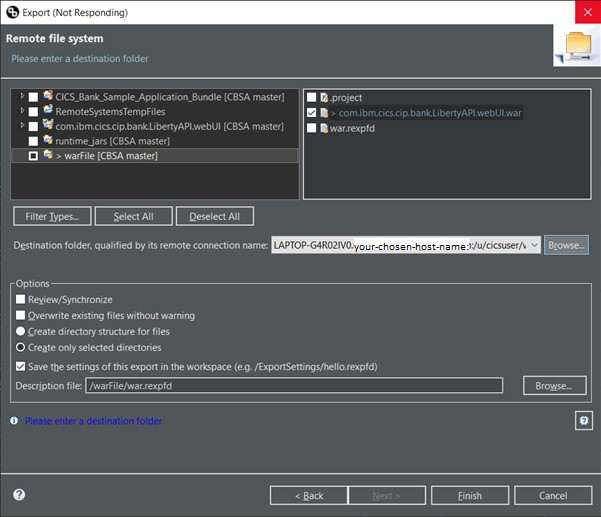 Export (Not Responding)
Remote file system
Please enter a destination folder
CICS_Bank_Sample_Application_Bundle [CBSA master]
RemoteSystemsTempFiles
com.ibm.cics.cip.bank.LibertyAPI.webUI [CBSA master]
runtime_jars [CBSA master]
> warFile [CBSA master]
.project
> com.ibm.cics.cip.bank.LibertyAPI.webUI.war
war.rexpfd
Filter Types...
Select All
Deselect All
Destination folder, qualified by its remote connection name:
LAPTOP-G4R02IV0. your-chosen-host-name: :/u/cicsuser/
Browse...
Options
Review/Synchronize
Overwrite existing files without warning
Create directory structure for files
Create only selected directories
Save the settings of this export in the workspace (e.g. /ExportSettings/hello.rexpfd)
Description file:
/warFile/war.rexpfd
Browse...
Please enter a destination folder
?
?
< Back
Next >
Finish
Cancel